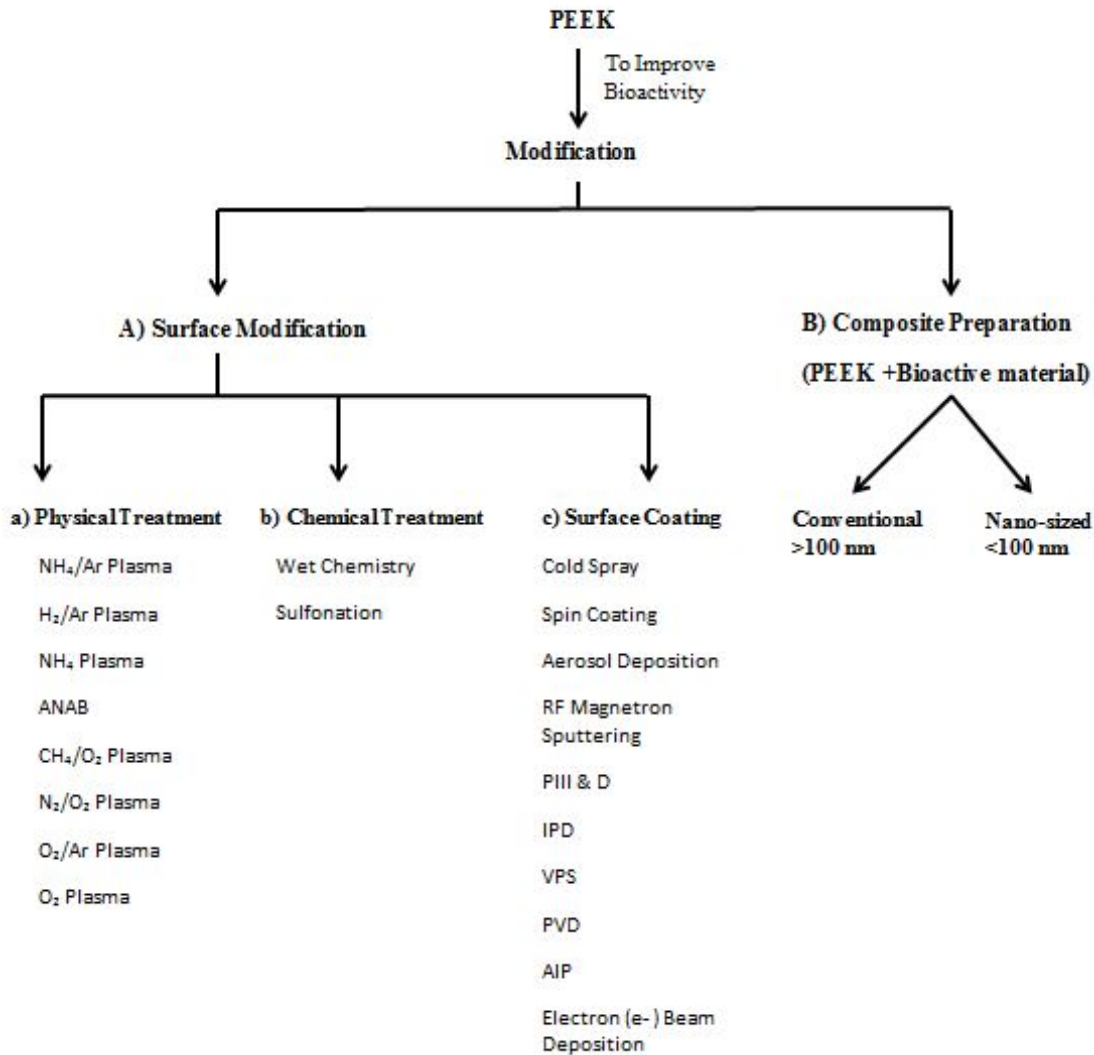 PEEK
To Improve
Bioactivity
Modification
A) Surface Modification
B) Composite Preparation
(PEEK +Bioactive material)
a) Physical Treatment
NH₄/Ar Plasma
H₂/Ar Plasma
NH₄ Plasma
ANAB
CH₄/O₂ Plasma
N₂/O₂ Plasma
O₂/Ar Plasma
O₂ Plasma
b) Chemical Treatment
Wet Chemistry
Sulfonation
c) Surface Coating
Cold Spray
Spin Coating
Aerosol Deposition
RF Magnetron
Sputtering
PIII & D
IPD
VPS
PVD
AIP
Electron (e-) Beam
Deposition
Conventional
>100 nm
Nano-sized
<100 nm